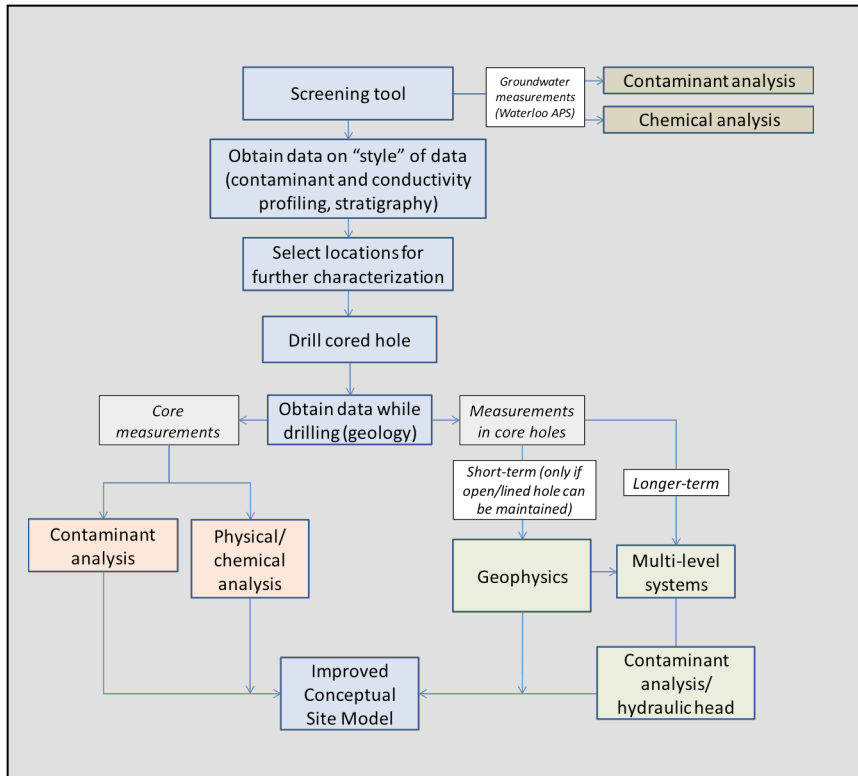 Screening tool
Groundwater
measurements
(Waterloo APS)
Contaminant analysis
Chemical analysis
Obtain data on “style” of data
(contaminant and conductivity
profiling, stratigraphy)
Select locations for
further characterization
Drill cored hole
Core
measurements
Obtain data while
drilling (geology)
Measurements
in core holes
Short-term (only if
open/lined hole can
be maintained)
Longer-term
Contaminant
analysis
Physical/
chemical
analysis
Geophysics
Multi-level
systems
Improved
Conceptual
Site Model
Contaminant
analysis/
hydraulic head